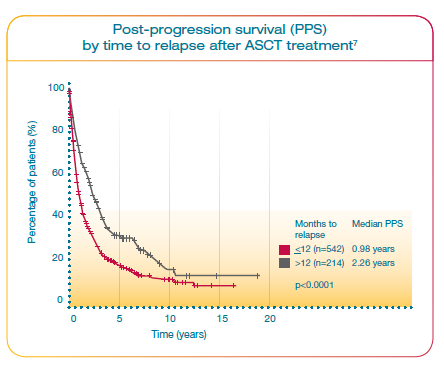 Post-progression survival (PPS)
by time to relapse after ASCT treatment⁷
Percentage of patients (%)
100
80
60
40
20
0
Months to relapse
Median PPS
≤12 (n=542) 0.98 years
>12 (n=214) 2.26 years
p<0.0001
0 5 10 15 20
Time (years)